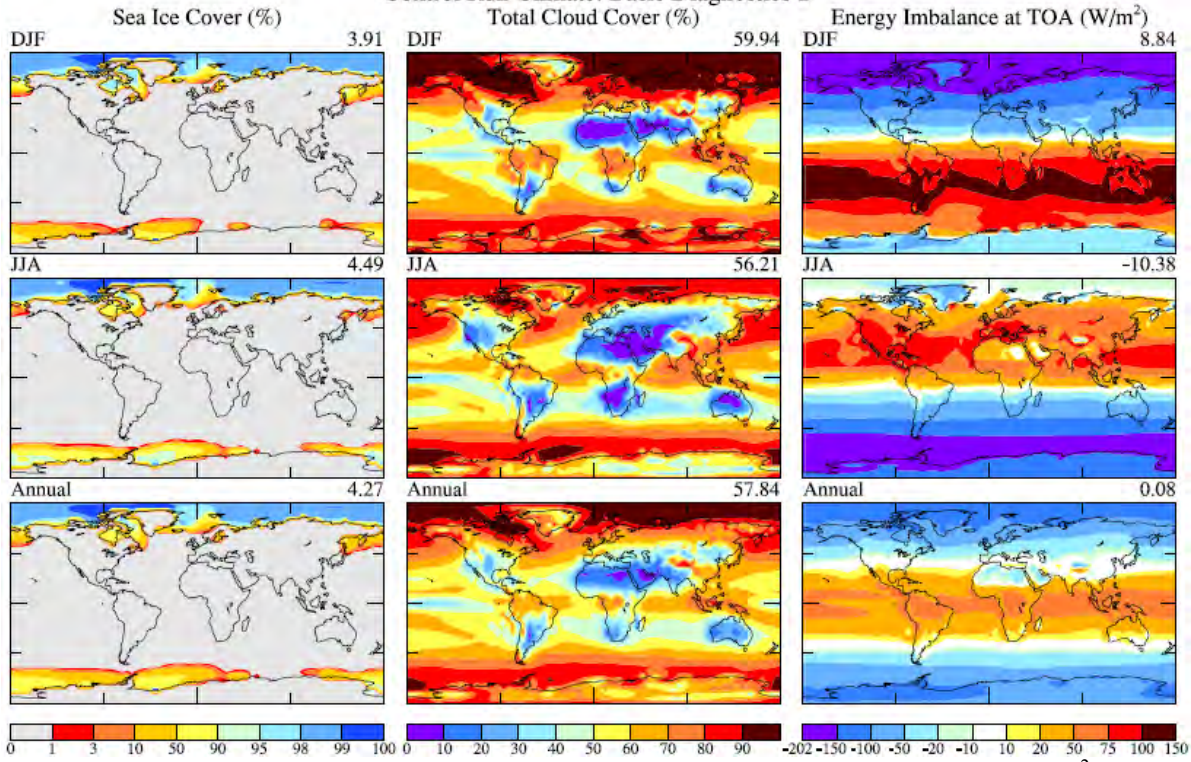 Sea Ice Cover (%) Total Cloud Cover (%) Energy Imbalance at TOA (W/m²)
DJF 3.91 DJF 59.94 DJF 8.84
JJA 4.49 JJA 56.21 JJA -10.38
Annual 4.27 Annual 57.84 Annual 0.08
0 1 3 10 50 90 95 98 99 100 0 10 20 30 40 50 60 70 80 90 -202 -150 -100 -50 -20 -10 10 20 50 75 100 150
2